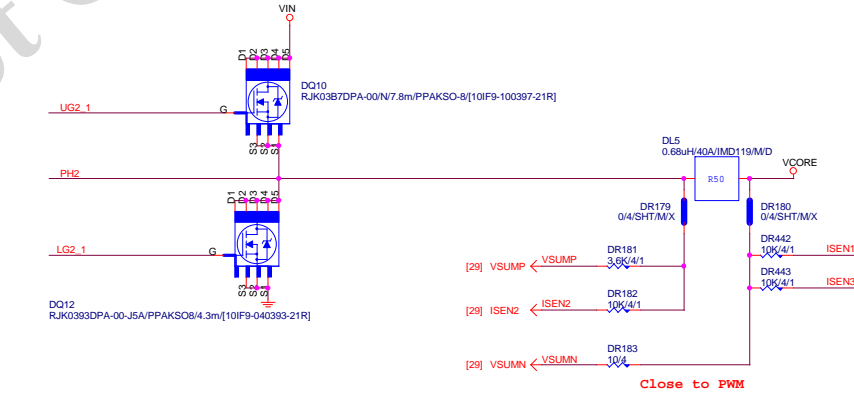 VIN
D1 D2 D3 D4 D5
DQ10
RJK03B7DPA-00/N/7.8m/PPAKSO-8/[10IF9-100397-21R]
UG2_1
G
S3 S2 S1
DL5
0.68uH/40A/IMD119/M/D
VCORE
R50
PH2
D1 D2 D3 D4 D5
DR179
0/4/SHT/M/X
DR180
0/4/SHT/M/X
LG2_1
G
DR442
10K/4/1
ISEN1
DR181
3.6K/4/1
[29] VSUMP
VSUMP
DR443
10K/4/1
ISEN3
S3 S2 S1
DR182
10K/4/1
[29] ISEN2
ISEN2
DQ12
RJK0393DPA-00-J5A/PPAKSO8/4.3m/[10IF9-040393-21R]
DR183
10/4
[29] VSUMN
VSUMN
Close to PWM